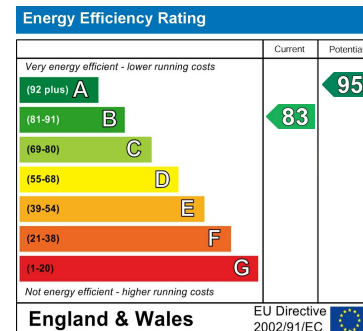 Energy Efficiency Rating
Current Potential
Very energy efficient - lower running costs
(92 plus) A
95
(81-91) B
83
(69-80) C
(55-68) D
(39-54) E
(21-38) F
(1-20) G
Not energy efficient - higher running costs
England & Wales
EU Directive
2002/91/EC